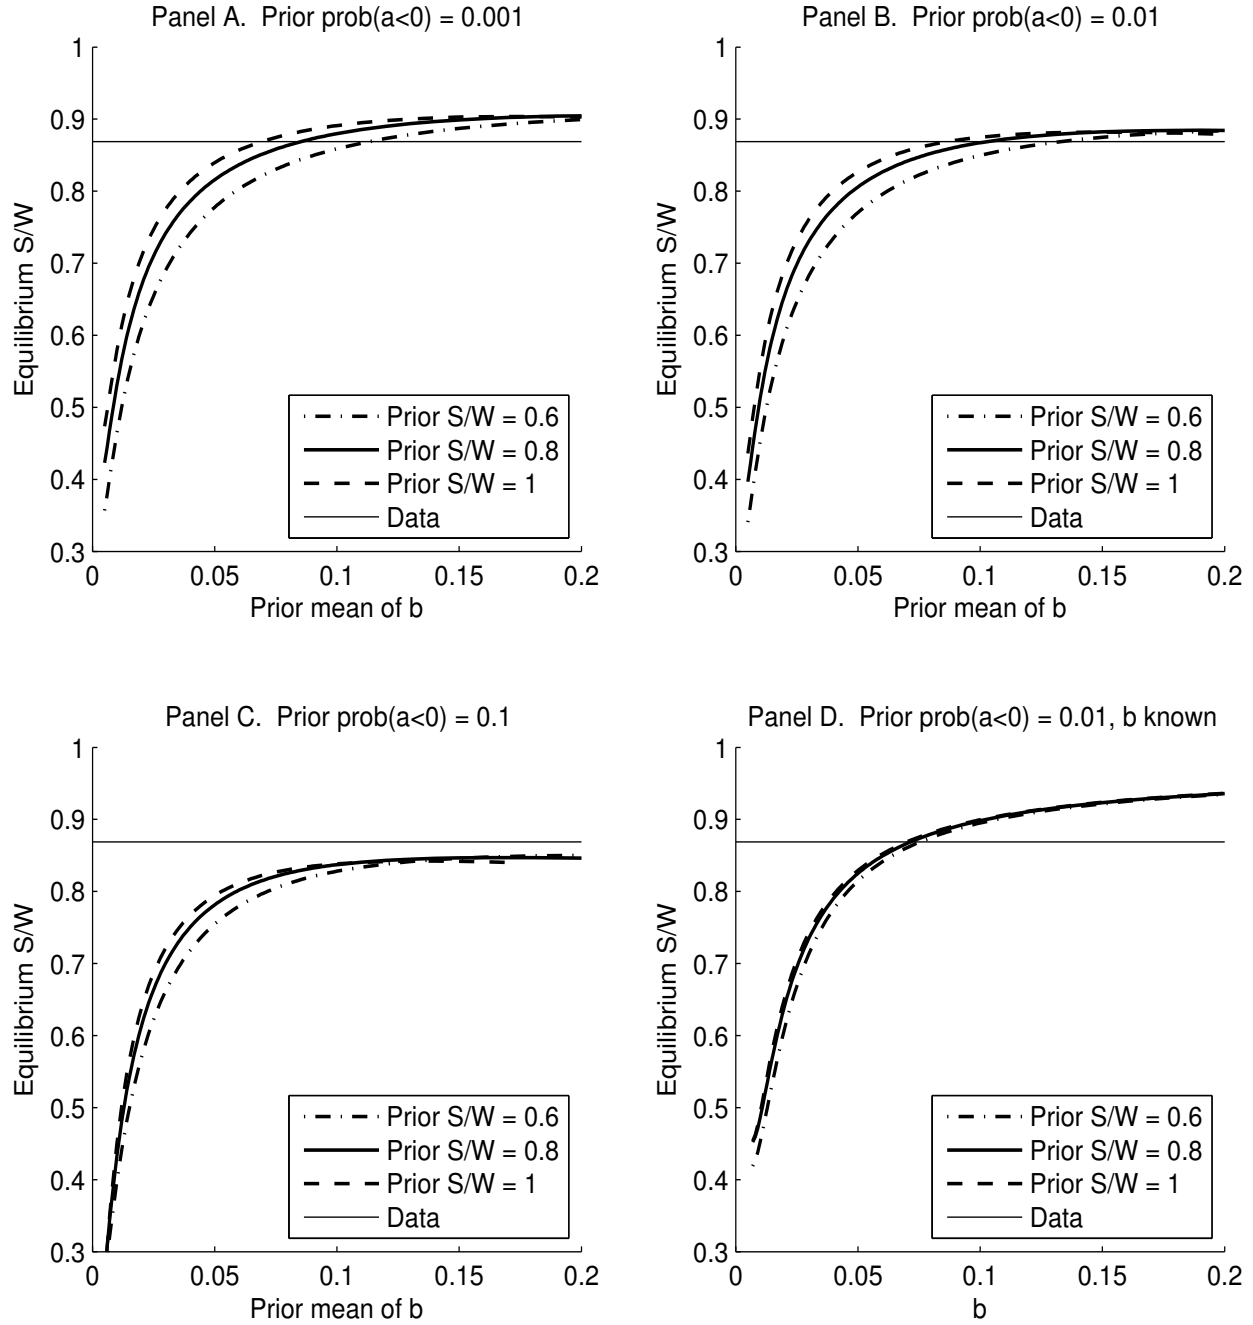 Panel A.  Prior prob(a<0) = 0.001
1
0.9
0.8
0.7
0.6
0.5
0.4
0.3
Equilibrium S/W
0
0.05
0.1
0.15
0.2
Prior mean of b
Prior S/W = 0.6
Prior S/W = 0.8
Prior S/W = 1
Data
Panel B.  Prior prob(a<0) = 0.01
1
0.9
0.8
0.7
0.6
0.5
0.4
0.3
Equilibrium S/W
0
0.05
0.1
0.15
0.2
Prior mean of b
Prior S/W = 0.6
Prior S/W = 0.8
Prior S/W = 1
Data
Panel C.  Prior prob(a<0) = 0.1
1
0.9
0.8
0.7
0.6
0.5
0.4
0.3
Equilibrium S/W
0
0.05
0.1
0.15
0.2
Prior mean of b
Prior S/W = 0.6
Prior S/W = 0.8
Prior S/W = 1
Data
Panel D.  Prior prob(a<0) = 0.01, b known
1
0.9
0.8
0.7
0.6
0.5
0.4
0.3
Equilibrium S/W
0
0.05
0.1
0.15
0.2
b
Prior S/W = 0.6
Prior S/W = 0.8
Prior S/W = 1
Data